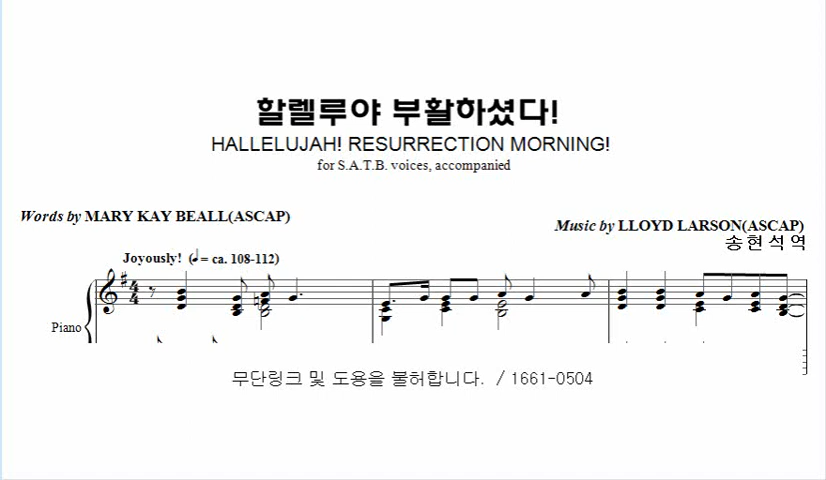 할렐루야 부활하셨다!
HALLELUJAH! RESURRECTION MORNING!
for S.A.T.B. voices, accompanied
Words by MARY KAY BEALL(ASCAP)
Music by LLOYD LARSON(ASCAP)
송현석역
Joyously! (♩= ca. 108-112)
Piano
무단링크 및 도용을 불허합니다. / 1661-0504